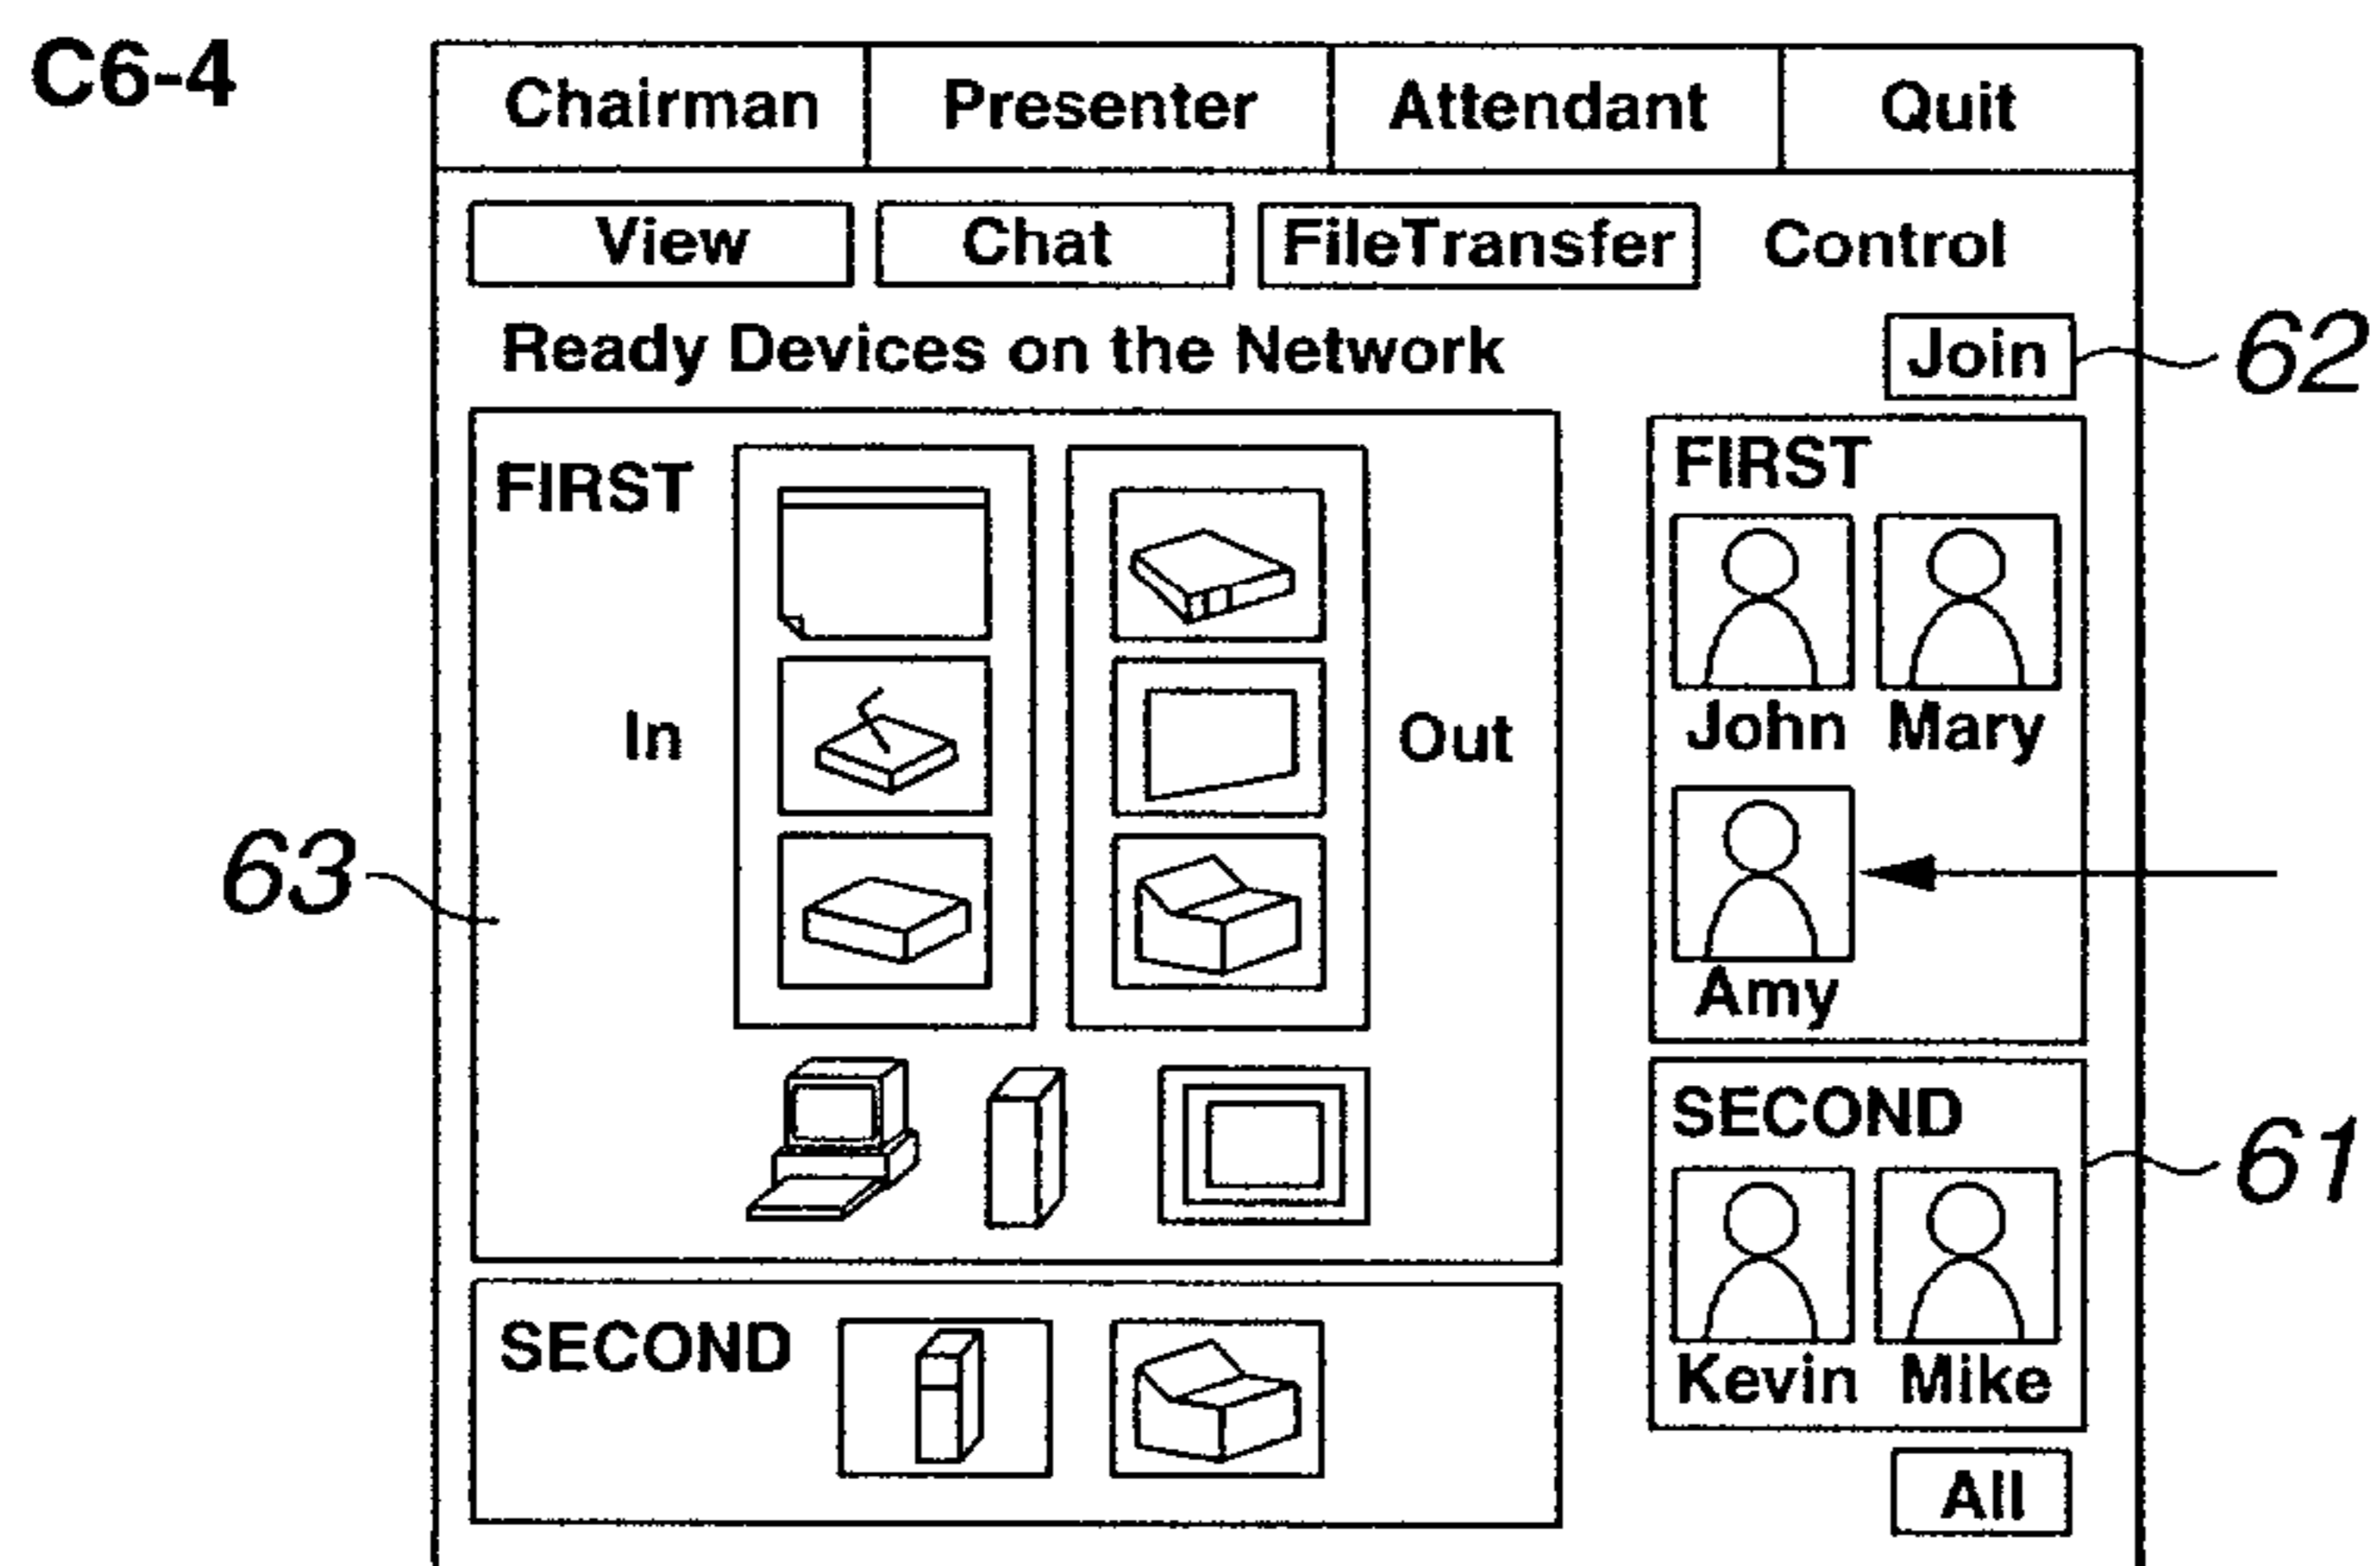 C6-4
Chairman Presenter Attendant Quit
View Chat FileTransfer Control
Ready Devices on the Network Join 62
FIRST FIRST
John Mary
In Out
63
Amy
SECOND 61
SECOND
Kevin Mike
All